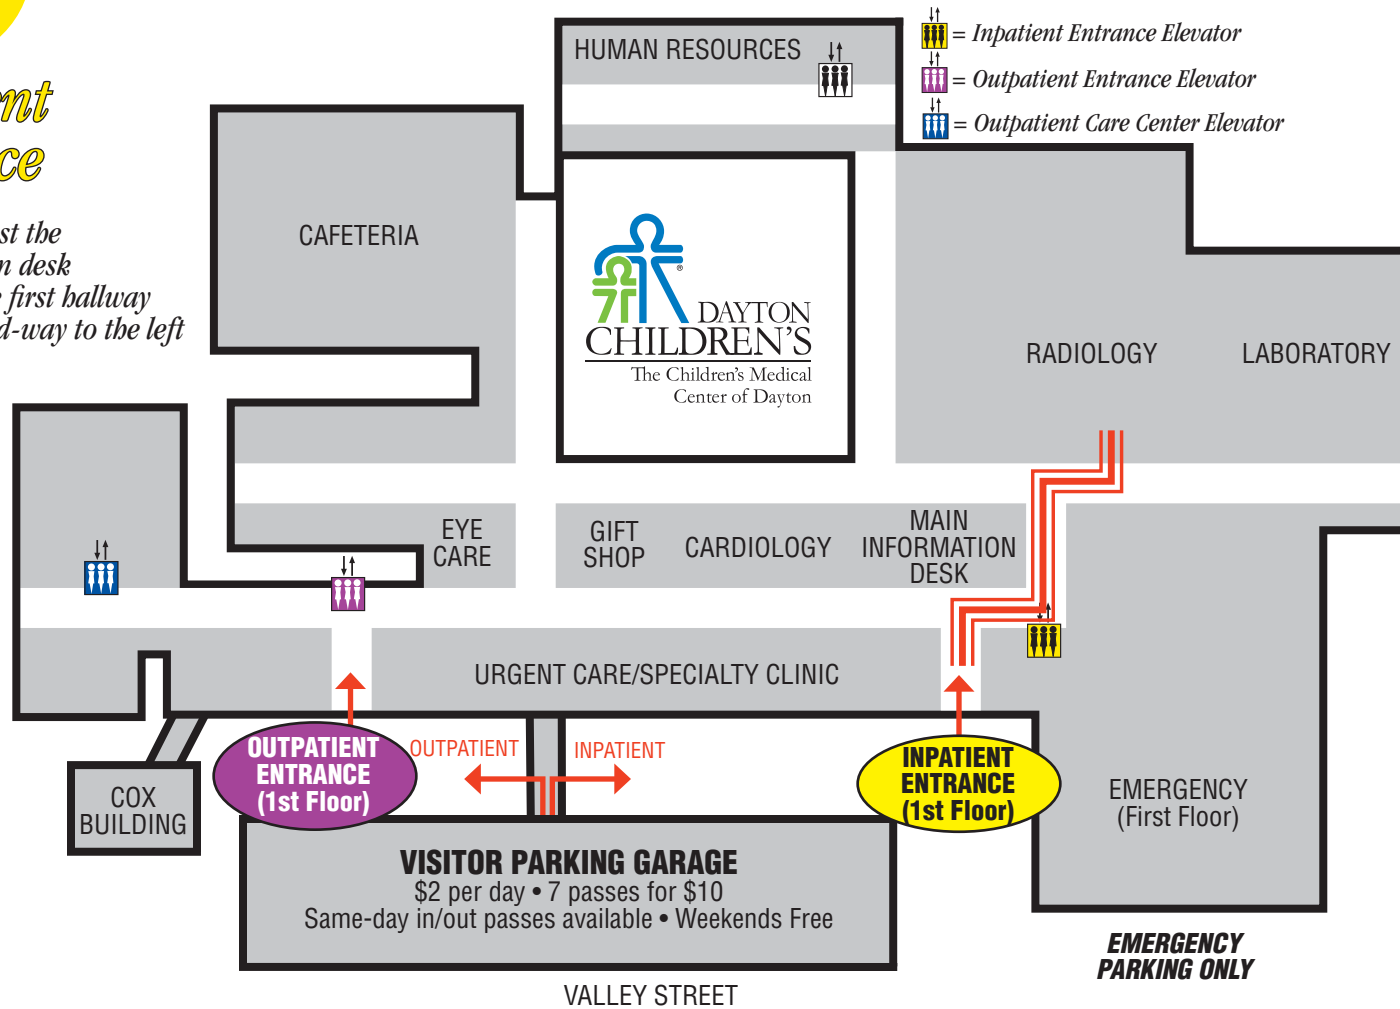 ent
ce
st the
n desk
e first hallway
d-way to the left
HUMAN RESOURCES
= Inpatient Entrance Elevator
= Outpatient Entrance Elevator
= Outpatient Care Center Elevator
CAFETERIA
®
DAYTON
CHILDREN'S
The Children's Medical
Center of Dayton
RADIOLOGY
LABORATORY
EYE
CARE
GIFT
SHOP
CARDIOLOGY
MAIN
INFORMATION
DESK
URGENT CARE/SPECIALTY CLINIC
OUTPATIENT
ENTRANCE
(1st Floor)
OUTPATIENT
INPATIENT
INPATIENT
ENTRANCE
(1st Floor)
COX
BUILDING
EMERGENCY
(First Floor)
VISITOR PARKING GARAGE
$2 per day • 7 passes for $10
Same-day in/out passes available • Weekends Free
EMERGENCY
PARKING ONLY
VALLEY STREET